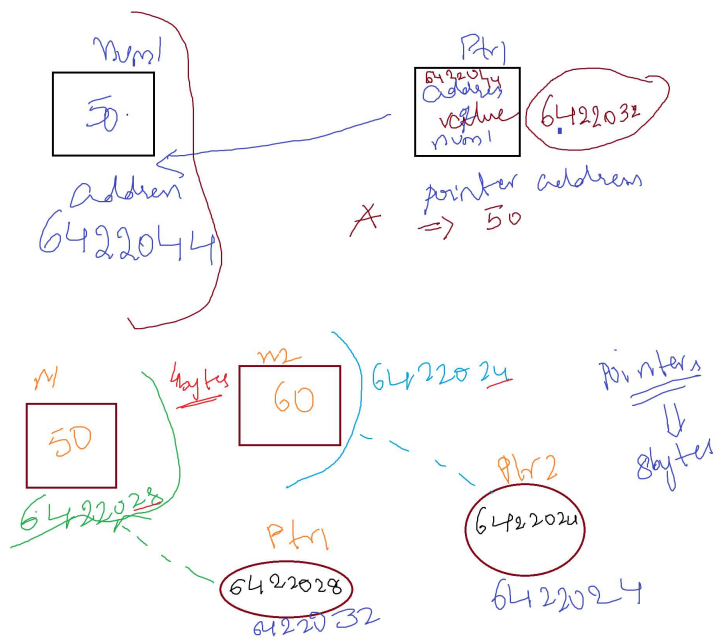 Num1
50.
address
6422044
Ptr1
6422044
address
of
value
num1
6422032
pointer address
* => 50
n1
50
6422028
4bytes
n2
60
6422024
Pointers
8bytes
Ptr2
6422024
6422024
Ptr1
6422028
6422032